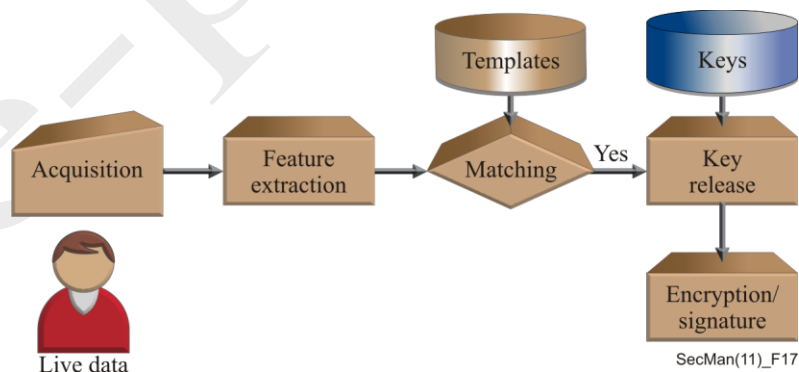 Templates
Keys
Acquisition
Feature
extraction
Matching
Yes
Key
release
Encryption/
signature
Live data
SecMan(11)_F17